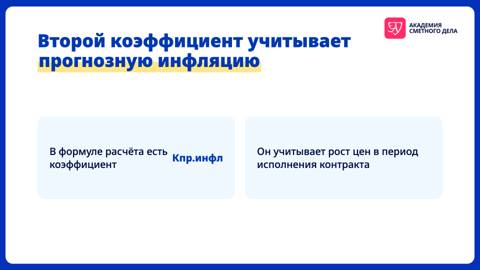 АКАДЕМИЯ
СМЕТНОГО ДЕЛА
Второй коэффициент учитывает
прогнозную инфляцию
В формуле расчёта есть
коэффициент
Кпр.инфл
Он учитывает рост цен в период
исполнения контракта